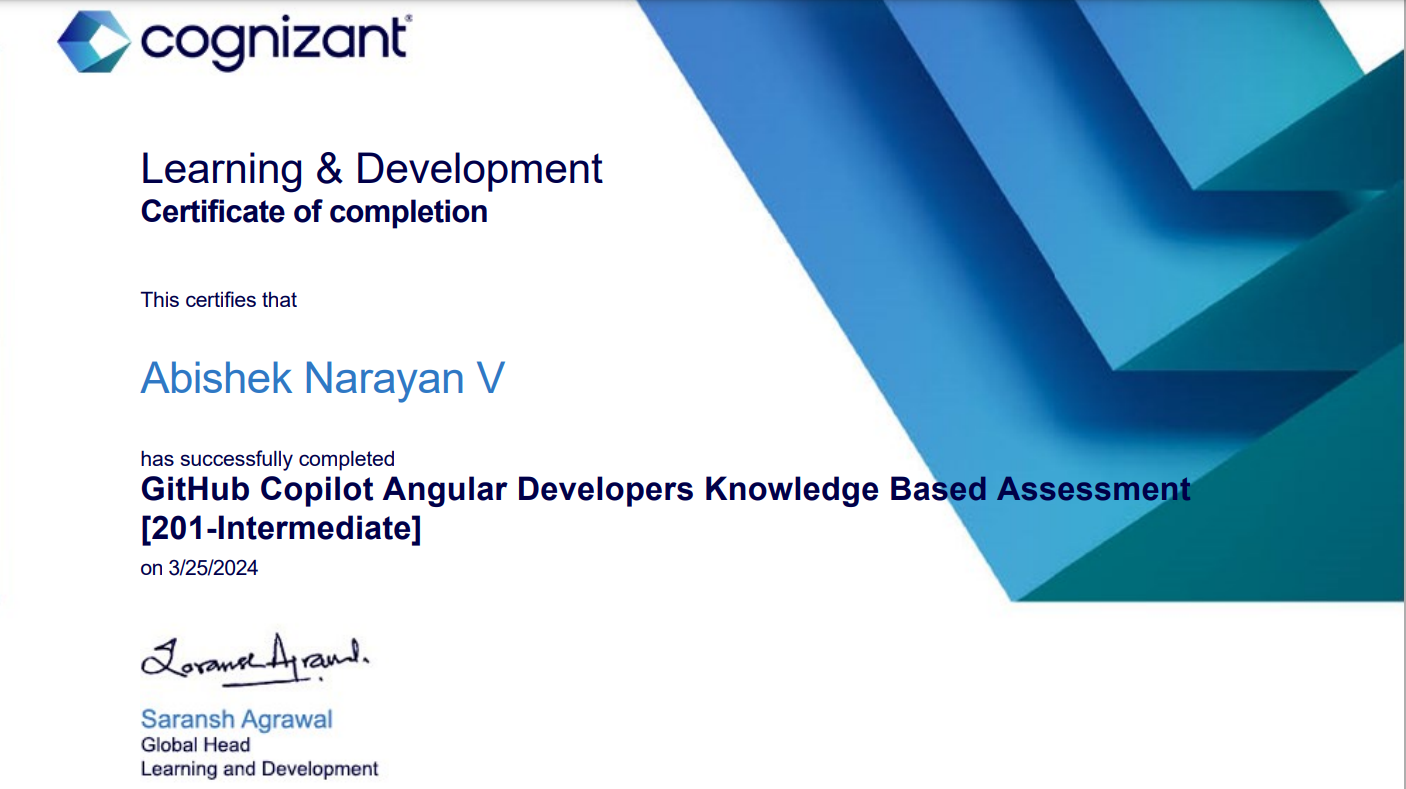 cognizant®
Learning & Development
Certificate of completion
This certifies that
Abishek Narayan V
has successfully completed
GitHub Copilot Angular Developers Knowledge Based Assessment
[201-Intermediate]
on 3/25/2024
Saransh Agrawal
Saransh Agrawal
Global Head
Learning and Development